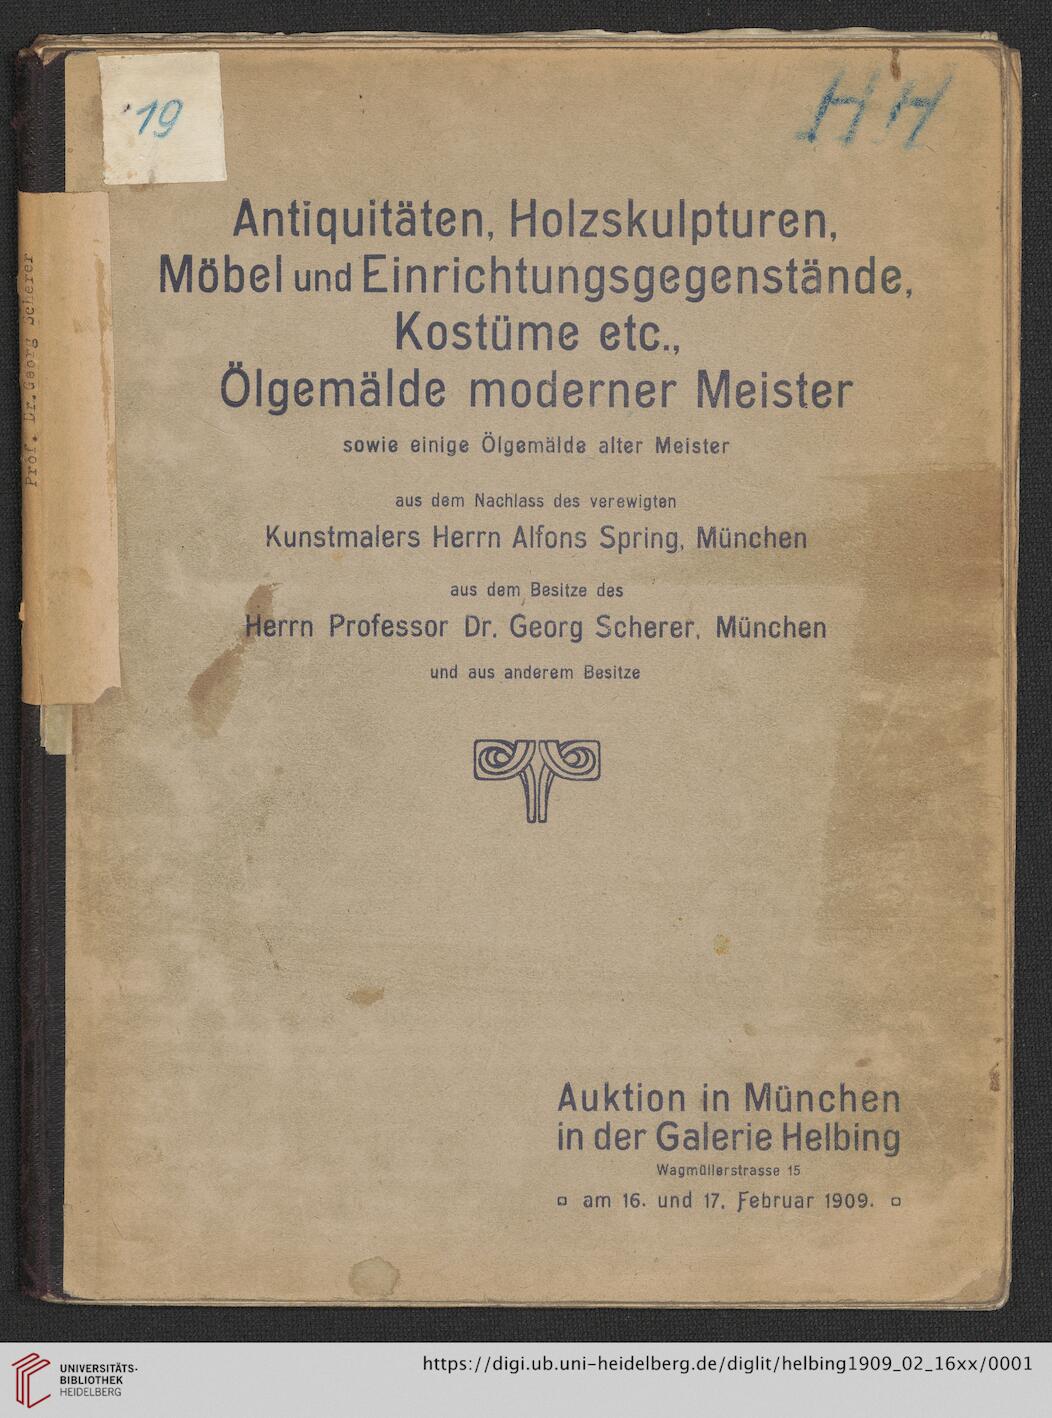 19
HH
Prof. Dr. Georg Scherer
Antiquitäten, Holzskulpturen,
Möbel und Einrichtungsgegenstände,
Kostüme etc.,
Ölgemälde moderner Meister
sowie einige Ölgemälde alter Meister
aus dem Nachlass des verewigten
Kunstmalers Herrn Alfons Spring, München
aus dem Besitze des
Herrn Professor Dr. Georg Scherer, München
und aus anderem Besitze
Auktion in München
in der Galerie Helbing
Wagmüllerstrasse 15
am 16. und 17. Februar 1909.
UNIVERSITÄTS-
BIBLIOTHEK
HEIDELBERG
https://digi.ub.uni-heidelberg.de/diglit/helbing1909_02_16xx/0001